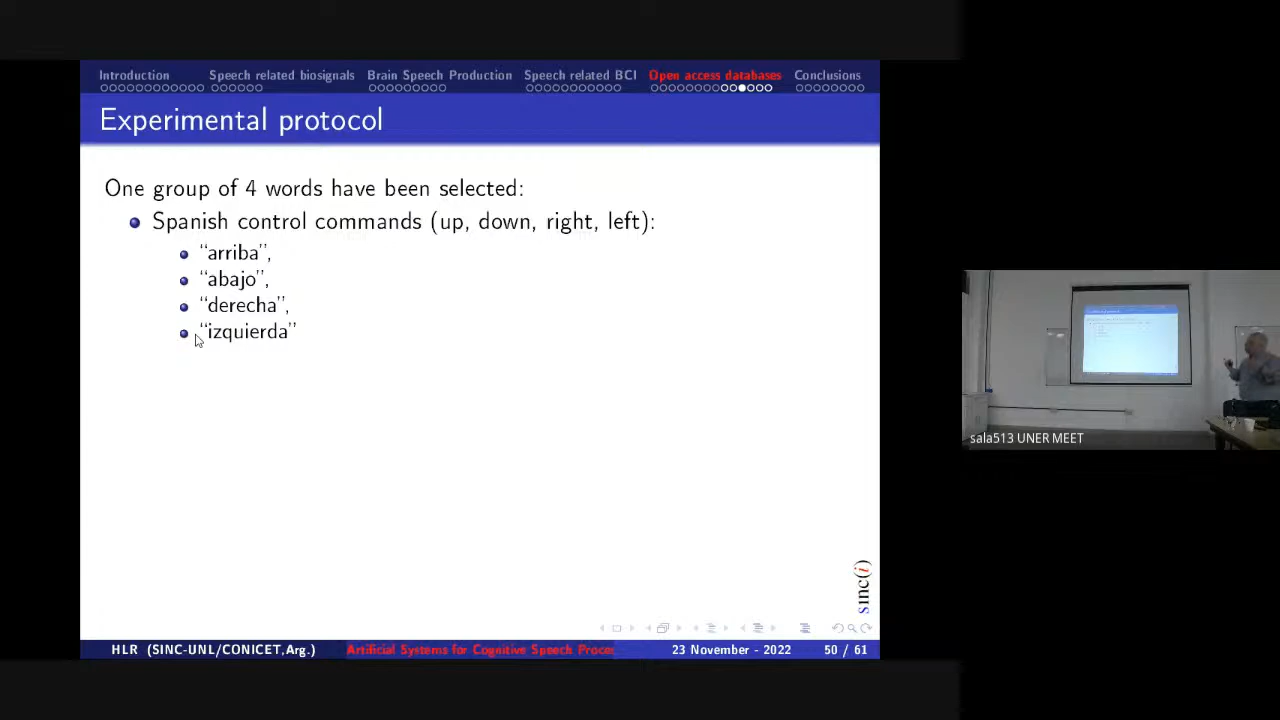 Introduction Speech related biosignals Brain Speech Production Speech related BCI Open access databases Conclusions
Experimental protocol
One group of 4 words have been selected:
Spanish control commands (up, down, right, left):
“arriba”,
“abajo”,
“derecha”,
“izquierda”
sinc(i)
HLR (SINC-UNL/CONICET,Arg.) Artificial Systems for Cognitive Speech Proces 23 November - 2022 50 / 61
sala513 UNER MEET